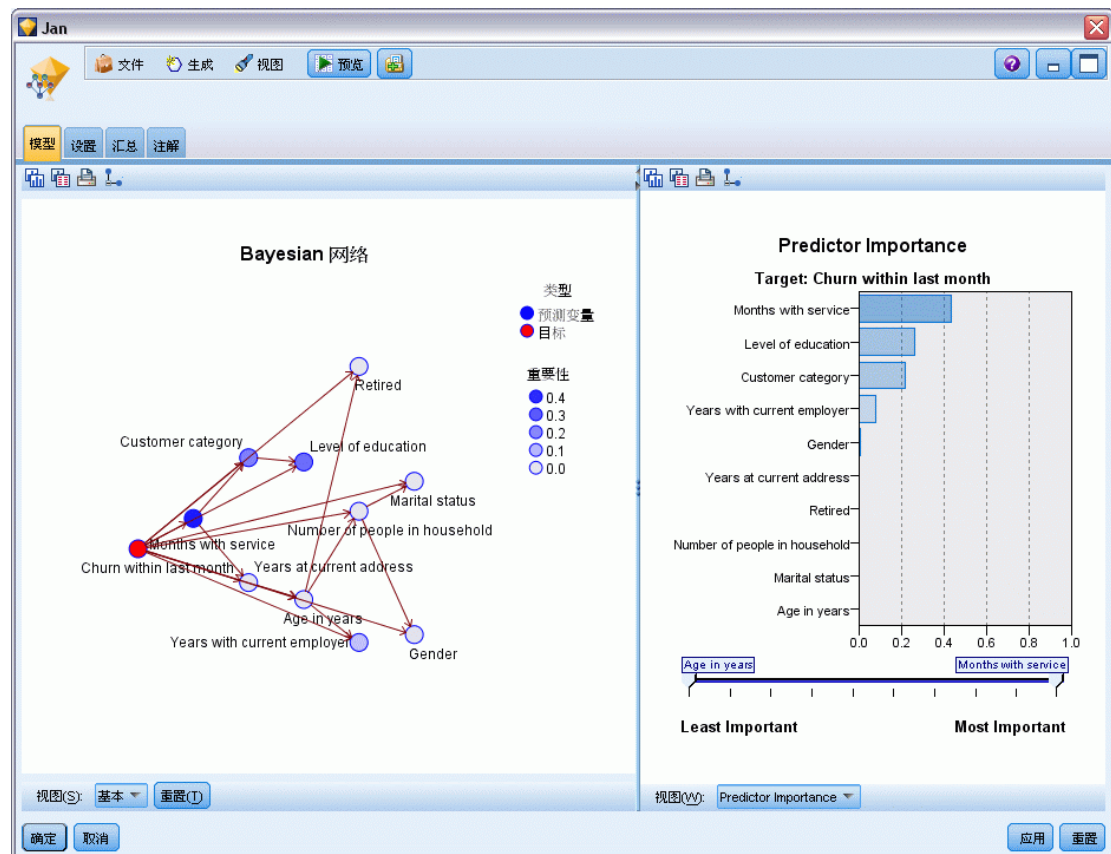 Jan
文件 生成 视图 预览
模型 设置 汇总 注解
Bayesian 网络
类型
预测变量
目标
重要性
0.4
0.3
0.2
0.1
0.0
Retired
Customer category
Level of education
Marital status
Number of people in household
Months with service
Churn within last month
Years at current address
Age in years
Years with current employer
Gender
视图(S): 基本 重置(T)
Predictor Importance
Target: Churn within last month
Months with service
Level of education
Customer category
Years with current employer
Gender
Years at current address
Retired
Number of people in household
Marital status
Age in years
0.0 0.2 0.4 0.6 0.8 1.0
Age in years Months with service
Least Important Most Important
视图(W): Predictor Importance
确定 取消 应用 重置